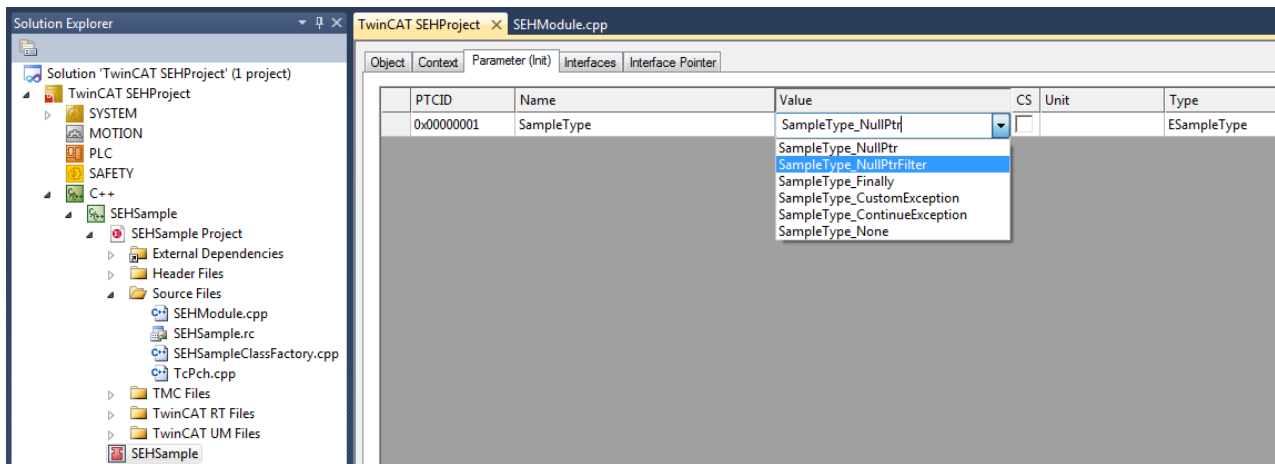 Solution Explorer
Solution 'TwinCAT SEHProject' (1 project)
TwinCAT SEHProject
SYSTEM
MOTION
PLC
SAFETY
C++
SEHSample
SEHSample Project
External Dependencies
Header Files
Source Files
SEHModule.cpp
SEHSample.rc
SEHSampleClassFactory.cpp
TcPch.cpp
TMC Files
TwinCAT RT Files
TwinCAT UM Files
SEHSample
TwinCAT SEHProject SEHModule.cpp
Object Context Parameter (Init) Interfaces Interface Pointer
PTCID Name Value CS Unit Type
0x00000001 SampleType SampleType_NullPtr ESampleType
SampleType_NullPtr
SampleType_NullPtrFilter
SampleType_Finally
SampleType_CustomException
SampleType_ContinueException
SampleType_None